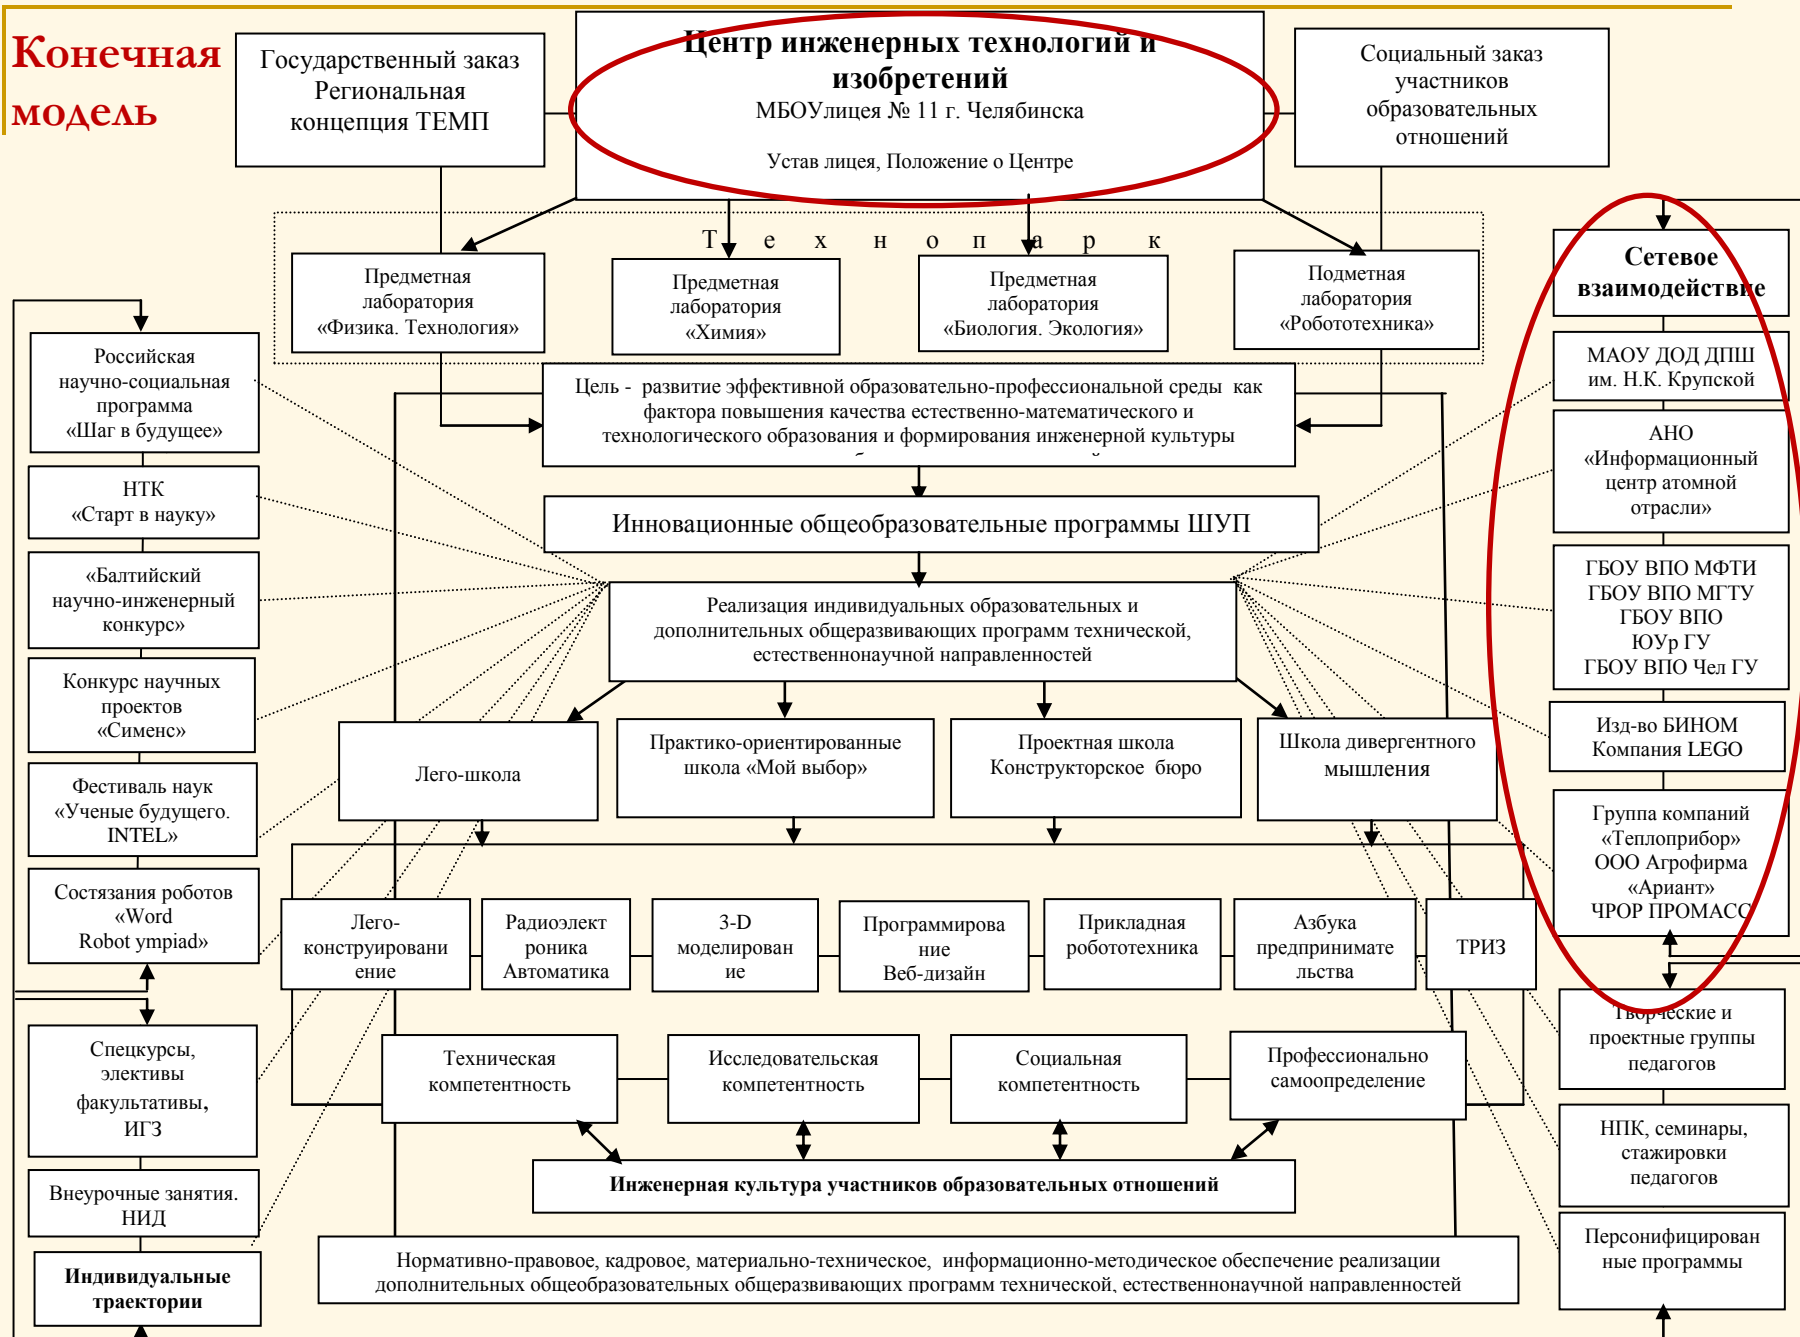 Конечная
модель
Государственный заказ
Региональная
концепция ТЕМП
Центр инженерных технологий и
изобретений
МБОУлицея № 11 г. Челябинска
Устав лицея, Положение о Центре
Социальный заказ
участников
образовательных
отношений
Т е х н о п а р к
Предметная
лаборатория
«Физика. Технология»
Предметная
лаборатория
«Химия»
Предметная
лаборатория
«Биология. Экология»
Подметная
лаборатория
«Робототехника»
Цель - развитие эффективной образовательно-профессиональной среды как
фактора повышения качества естественно-математического и
технологического образования и формирования инженерной культуры
Инновационные общеобразовательные программы ШУП
Реализация индивидуальных образовательных и
дополнительных общеразвивающих программ технической,
естественнонаучной направленностей
Лего-школа
Практико-ориентированные
школа «Мой выбор»
Проектная школа
Конструкторское бюро
Школа дивергентного
мышления
Лего-
конструировани
ение
Радиоэлект
роника
Автоматика
3-D
моделирован
ие
Программирова
ние
Веб-дизайн
Прикладная
робототехника
Азбука
предпринимате
льства
ТРИЗ
Техническая
компетентность
Исследовательская
компетентность
Социальная
компетентность
Профессионально
самоопределение
Инженерная культура участников образовательных отношений
Нормативно-правовое, кадровое, материально-техническое, информационно-методическое обеспечение реализации
дополнительных общеобразовательных общеразвивающих программ технической, естественнонаучной направленностей
Российская
научно-социальная
программа
«Шаг в будущее»
НТК
«Старт в науку»
«Балтийский
научно-инженерный
конкурс»
Конкурс научных
проектов
«Сименс»
Фестиваль наук
«Ученые будущего.
INTEL»
Состязания роботов
«Word
Robot ympiad»
Спецкурсы,
элективы
факультативы,
ИГЗ
Внеурочные занятия.
НИД
Индивидуальные
траектории
Сетевое
взаимодействие
МАОУ ДОД ДПШ
им. Н.К. Крупской
АНО
«Информационный
центр атомной
отрасли»
ГБОУ ВПО МФТИ
ГБОУ ВПО МГТУ
ГБОУ ВПО
ЮУр ГУ
ГБОУ ВПО Чел ГУ
Изд-во БИНОМ
Компания LEGO
Группа компаний
«Теплоприбор»
ООО Агрофирма
«Ариант»
ЧРОР ПРОМАСС
Творческие и
проектные группы
педагогов
НПК, семинары,
стажировки
педагогов
Персонифицирован
ные программы